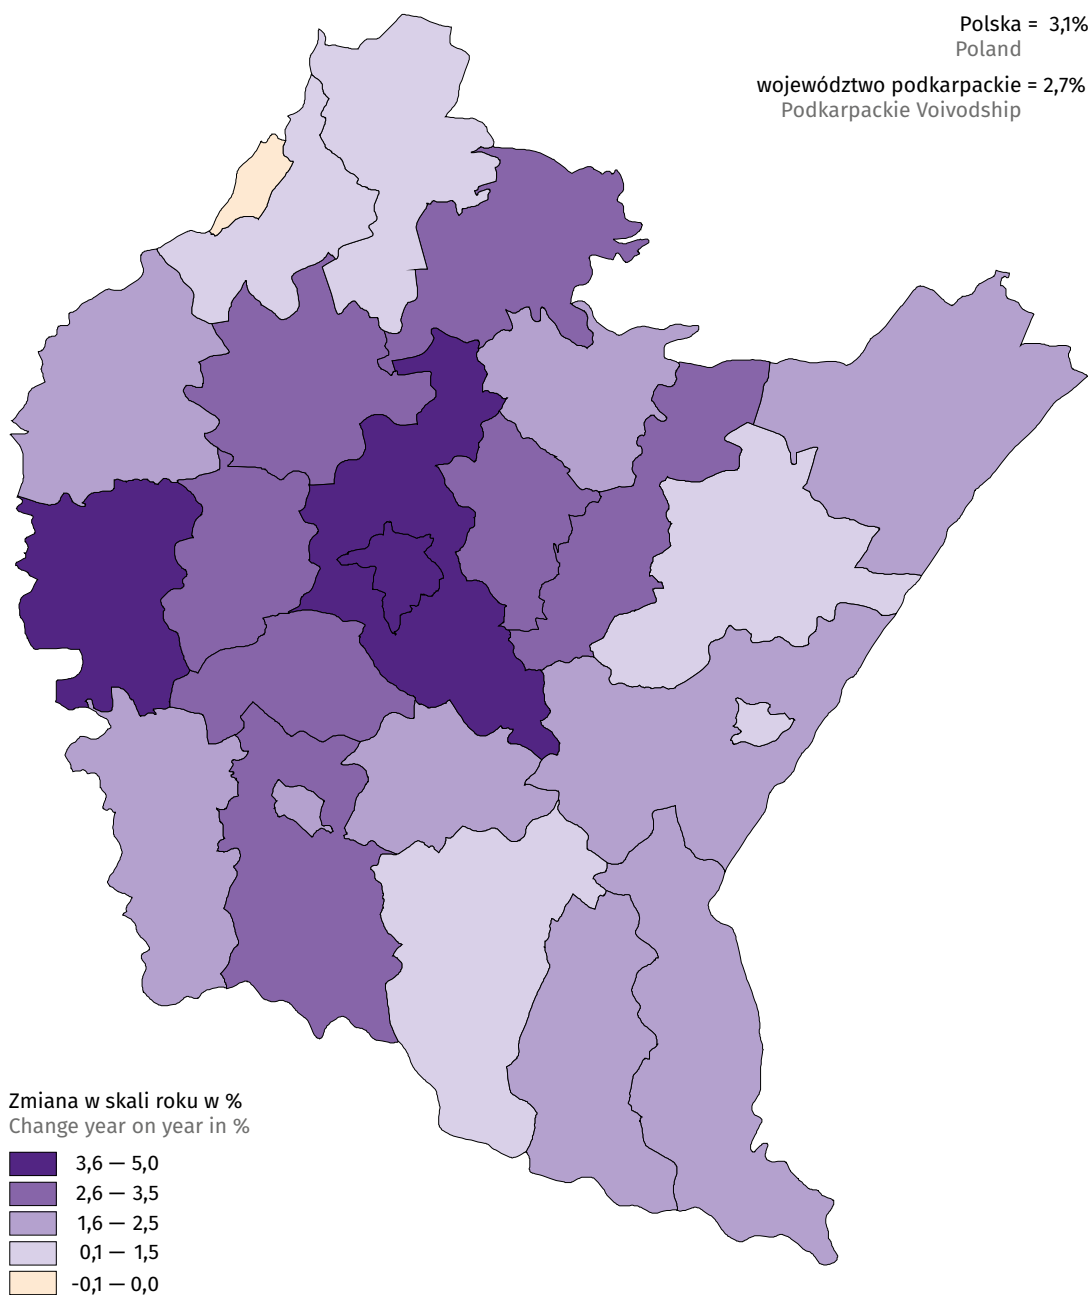 Polska = 3,1%
Poland
województwo podkarpackie = 2,7%
Podkarpackie Voivodship
Zmiana w skali roku w %
Change year on year in %
3,6 — 5,0
2,6 — 3,5
1,6 — 2,5
0,1 — 1,5
-0,1 — 0,0